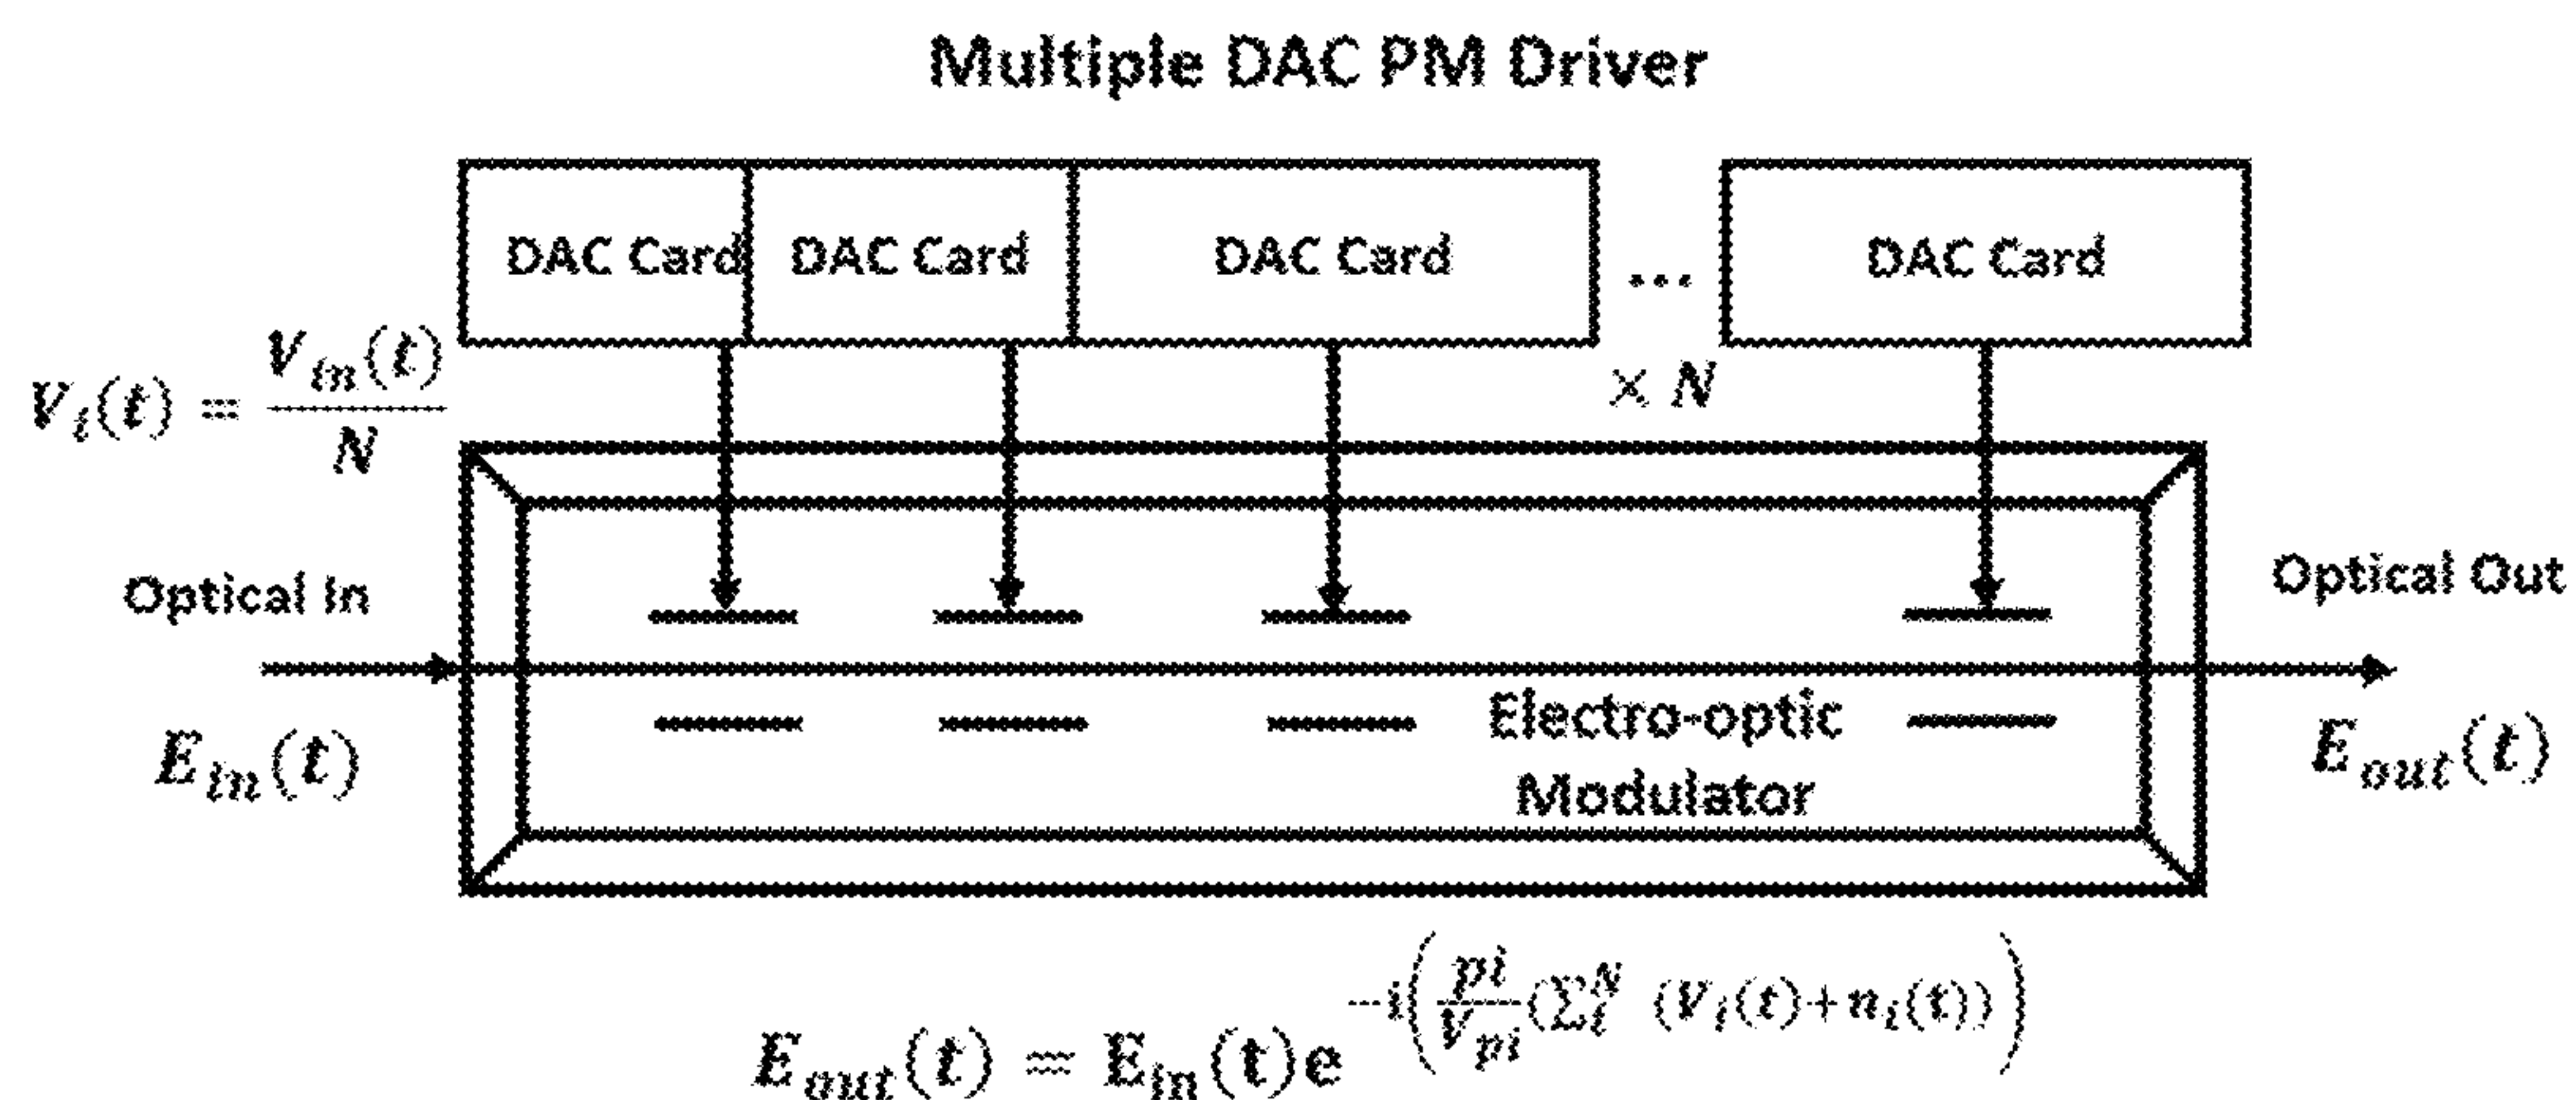 Multiple DAC PM Driver
DAC Card DAC Card DAC Card ... DAC Card
× N
V_i(t) = V_in(t) / N
Optical In
Optical Out
E_in(t)
Electro-optic
Modulator
E_out(t)
E_out(t) = E_in(t)e^{-i(pi/V_pi (Σ_i^N (V_i(t)+n_i(t)))}